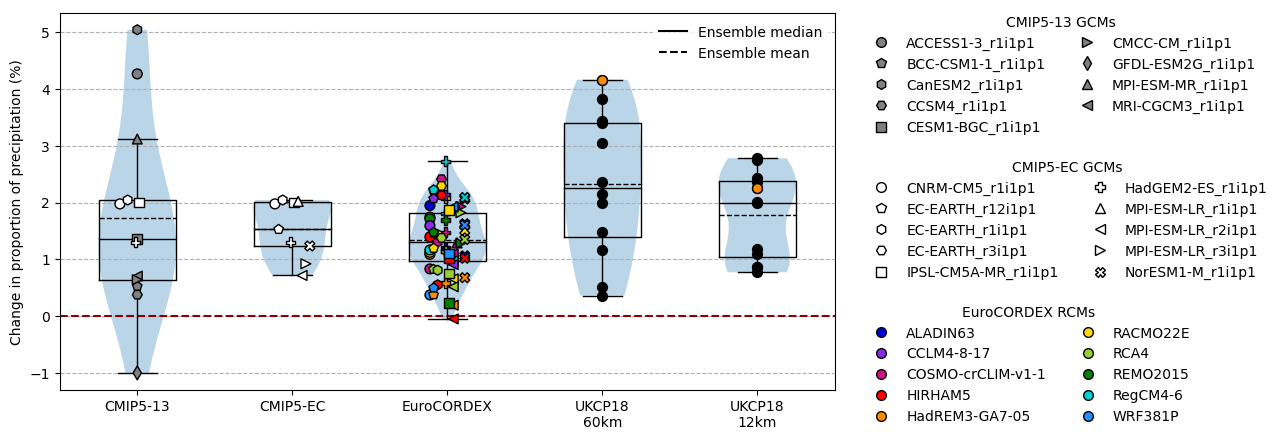 Change in proportion of precipitation (%)
5
4
3
2
1
0
−1
Ensemble median
Ensemble mean
CMIP5-13
CMIP5-EC
EuroCORDEX
UKCP18
60km
UKCP18
12km
CMIP5-13 GCMs
ACCESS1-3_r1i1p1
BCC-CSM1-1_r1i1p1
CanESM2_r1i1p1
CCSM4_r1i1p1
CESM1-BGC_r1i1p1
CMCC-CM_r1i1p1
GFDL-ESM2G_r1i1p1
MPI-ESM-MR_r1i1p1
MRI-CGCM3_r1i1p1
CMIP5-EC GCMs
CNRM-CM5_r1i1p1
EC-EARTH_r12i1p1
EC-EARTH_r1i1p1
EC-EARTH_r3i1p1
IPSL-CM5A-MR_r1i1p1
HadGEM2-ES_r1i1p1
MPI-ESM-LR_r1i1p1
MPI-ESM-LR_r2i1p1
MPI-ESM-LR_r3i1p1
NorESM1-M_r1i1p1
EuroCORDEX RCMs
ALADIN63
CCLM4-8-17
COSMO-crCLIM-v1-1
HIRHAM5
HadREM3-GA7-05
RACMO22E
RCA4
REMO2015
RegCM4-6
WRF381P